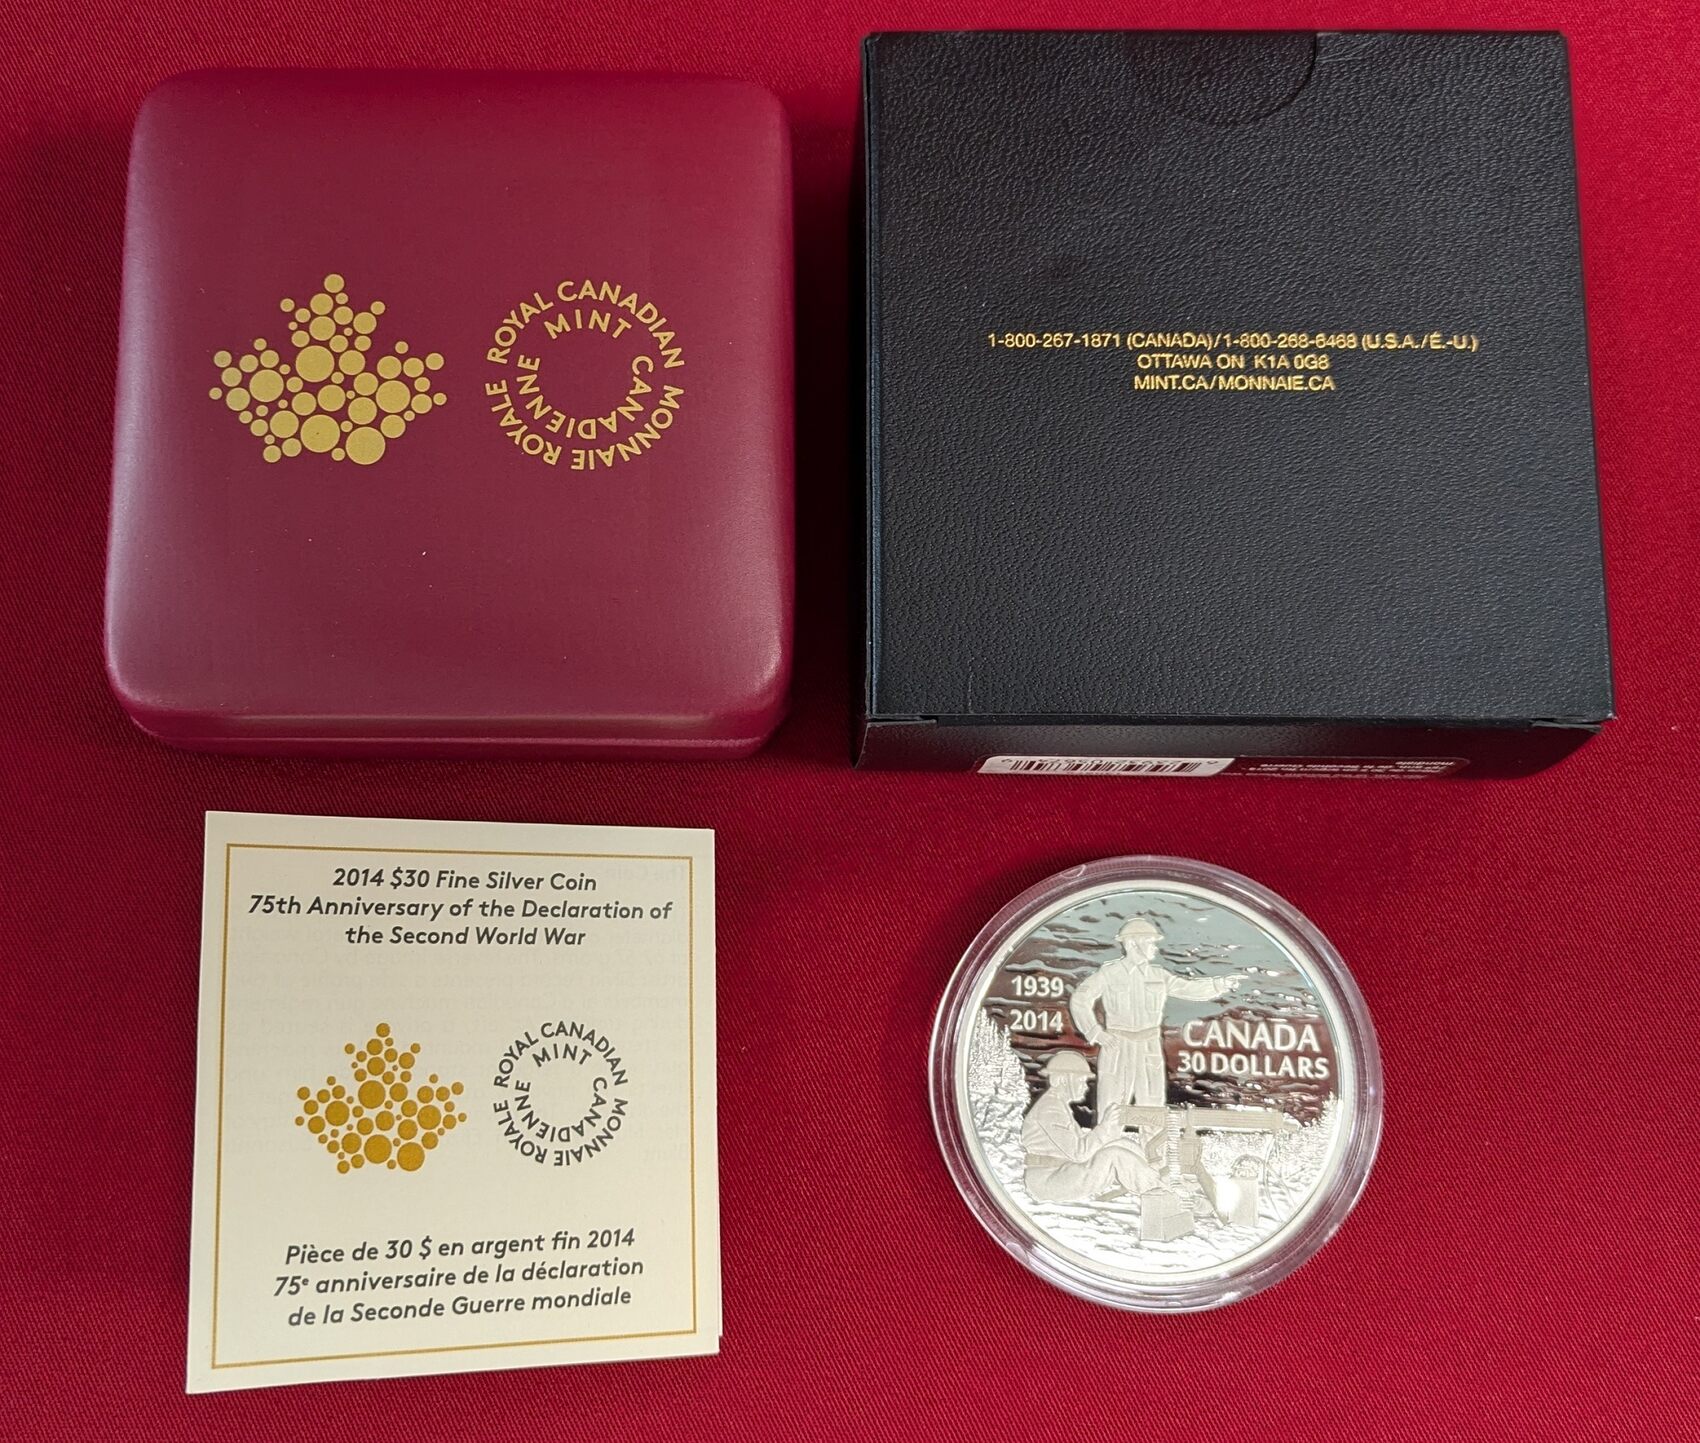 ROYAL CANADIAN MONNAIE ROYALE
MINT CANADIENNE
1-800-267-1871 (CANADA)/1-800-268-6468 (U.S.A./É.-U.)
OTTAWA ON K1A 0G8
MINT.CA/MONNAIE.CA
mondiale
2014 $30 Fine Silver Coin
75th Anniversary of the Declaration of
the Second World War
ROYAL CANADIAN MONNAIE ROYALE
MINT CANADIENNE
Pièce de 30 $ en argent fin 2014
75e anniversaire de la déclaration
de la Seconde Guerre mondiale
1939
2014
CANADA
30 DOLLARS